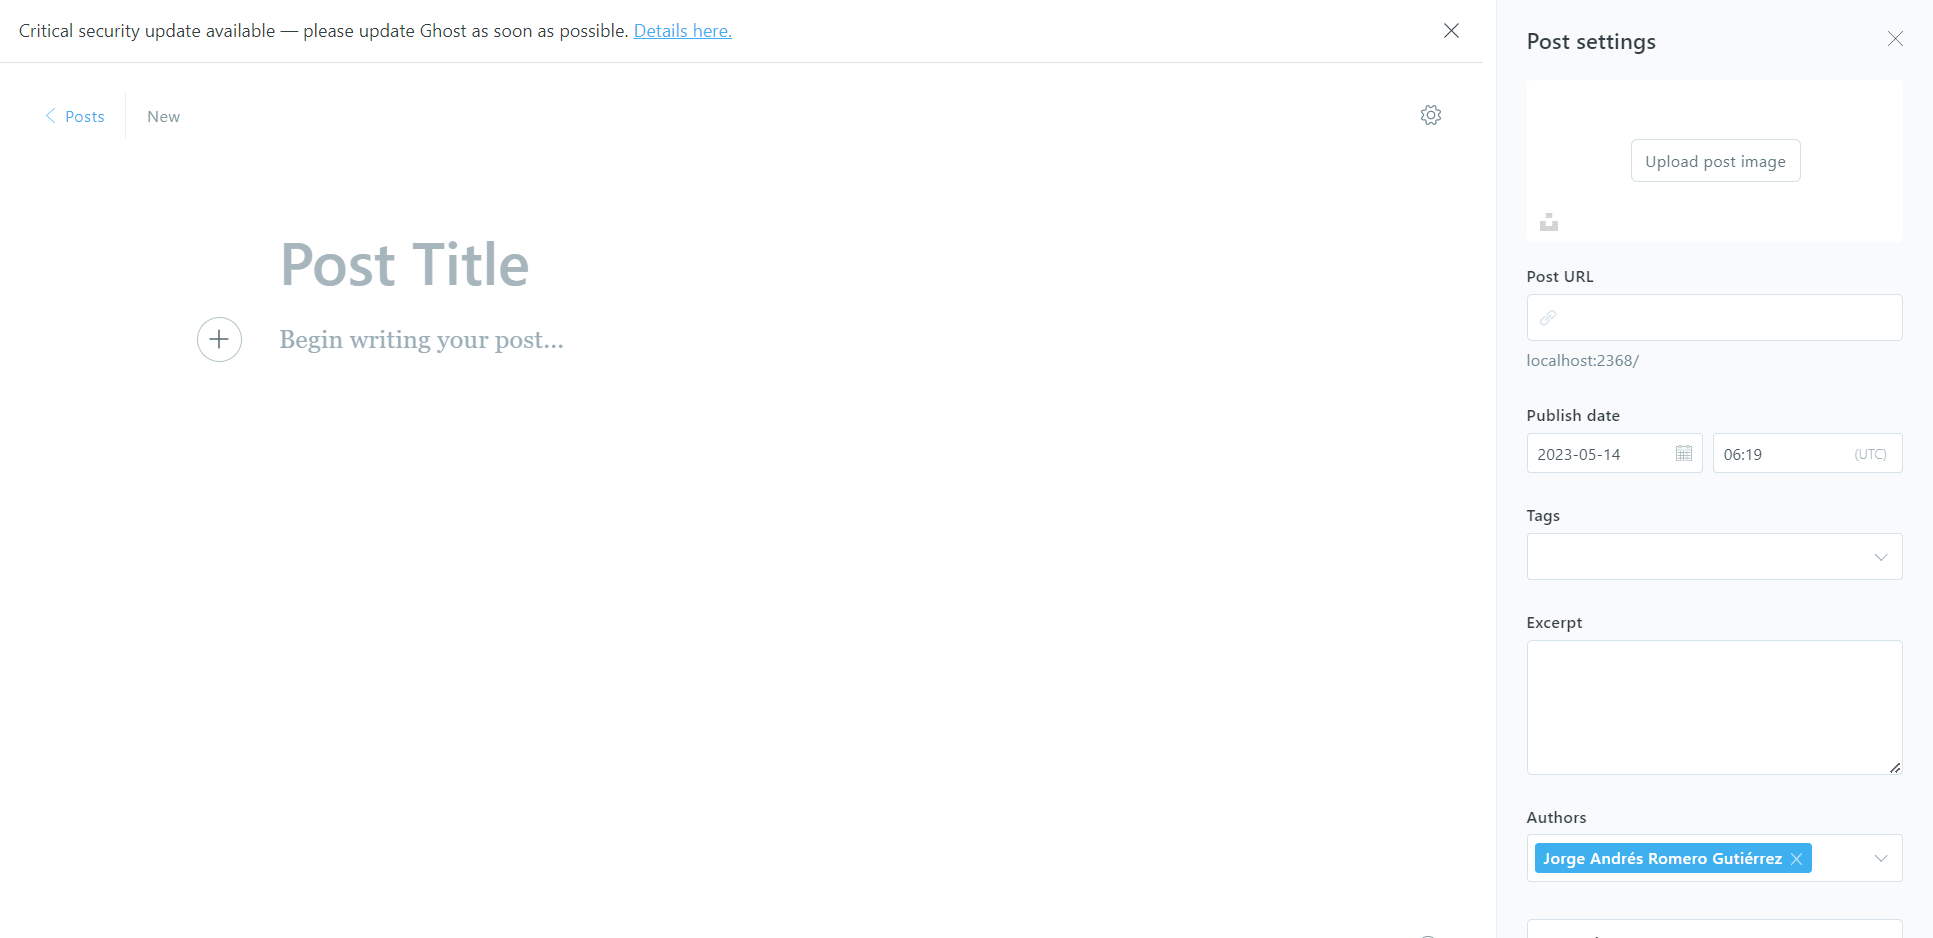 Critical security update available — please update Ghost as soon as possible. Details here.
Posts
New
Post Title
Begin writing your post...
Post settings
Upload post image
Post URL
localhost:2368/
Publish date
2023-05-14
06:19 (UTC)
Tags
Excerpt
Authors
Jorge Andrés Romero Gutiérrez